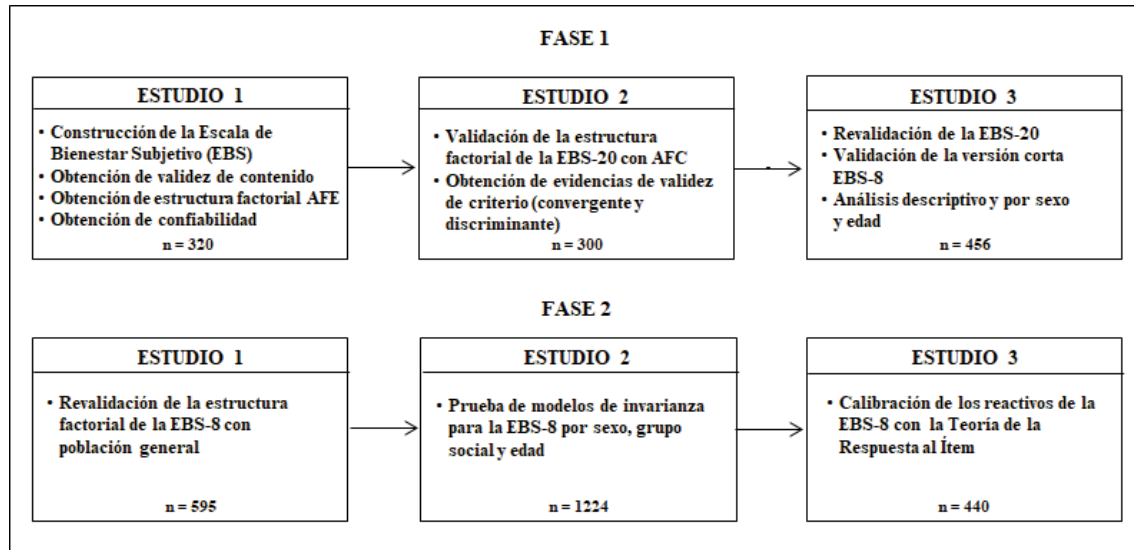 FASE 1
ESTUDIO 1
• Construcción de la Escala de
Bienestar Subjetivo (EBS)
• Obtención de validez de contenido
• Obtención de estructura factorial AFE
• Obtención de confiabilidad
n = 320
ESTUDIO 2
• Validación de la estructura
factorial de la EBS-20 con AFC
• Obtención de evidencias de validez
de criterio (convergente y
discriminante)
n = 300
ESTUDIO 3
• Revalidación de la EBS-20
• Validación de la versión corta
EBS-8
• Análisis descriptivo y por sexo
y edad
n = 456
FASE 2
ESTUDIO 1
• Revalidación de la estructura
factorial de la EBS-8 con
población general
n = 595
ESTUDIO 2
• Prueba de modelos de invarianza
para la EBS-8 por sexo, grupo
social y edad
n = 1224
ESTUDIO 3
• Calibración de los reactivos de la
EBS-8 con la Teoría de la
Respuesta al Ítem
n = 440